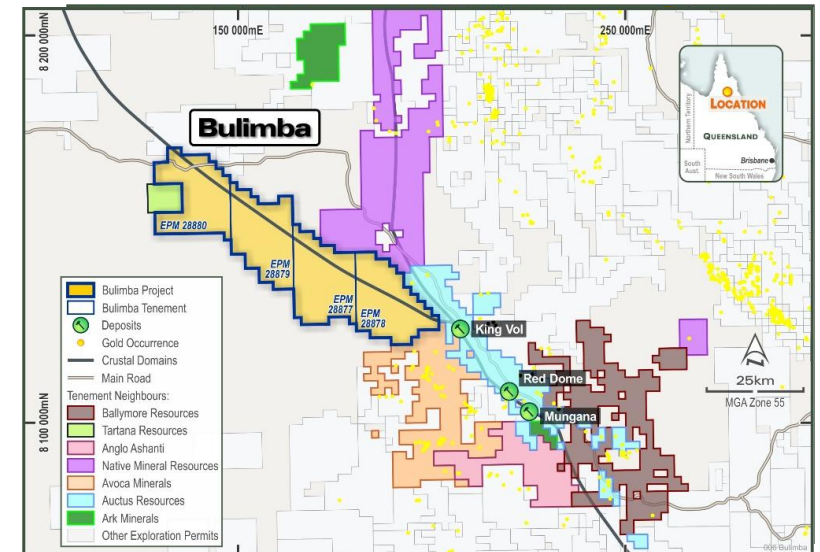 150 000mE
250 000mE
8 200 000mN
8 100 000mN
Bulimba
LOCATION
QUEENSLAND
Northern Territory
South
Aust.
Brisbane
New South Wales
EPM 28880
EPM
28879
EPM
28877
EPM
28878
King Vol
Red Dome
Mungana
25km
MGA Zone 55
Bulimba Project
Bulimba Tenement
Deposits
Gold Occurrence
Crustal Domains
Main Road
Tenement Neighbours:
Ballymore Resources
Tartana Resources
Anglo Ashanti
Native Mineral Resources
Avoca Minerals
Auctus Resources
Ark Minerals
Other Exploration Permits
006 Bulimba